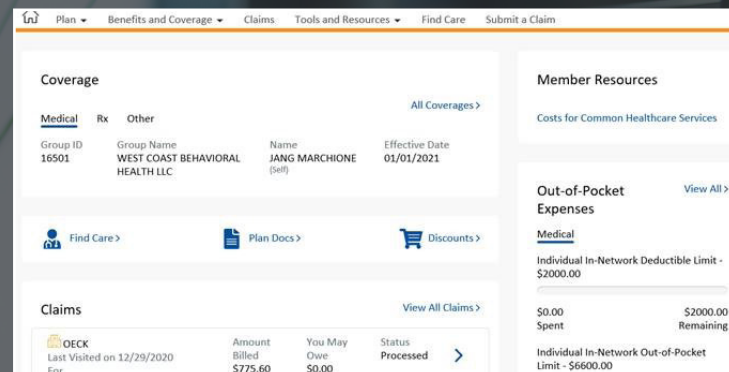 Plan Benefits and Coverage Claims Tools and Resources Find Care Submit a Claim
Coverage
All Coverages >
Medical Rx Other
Group ID Group Name Name Effective Date
16501 WEST COAST BEHAVIORAL JANG MARCHIONE 01/01/2021
HEALTH LLC (Self)
Find Care > Plan Docs > Discounts >
Claims View All Claims >
OECK Amount You May Status
Last Visited on 12/29/2020 Billed Owe Processed >
For $775.60 $0.00
Member Resources
Costs for Common Healthcare Services
Out-of-Pocket View All >
Expenses
Medical
Individual In-Network Deductible Limit -
$2000.00
$0.00 $2000.00
Spent Remaining
Individual In-Network Out-of-Pocket
Limit - $6600.00